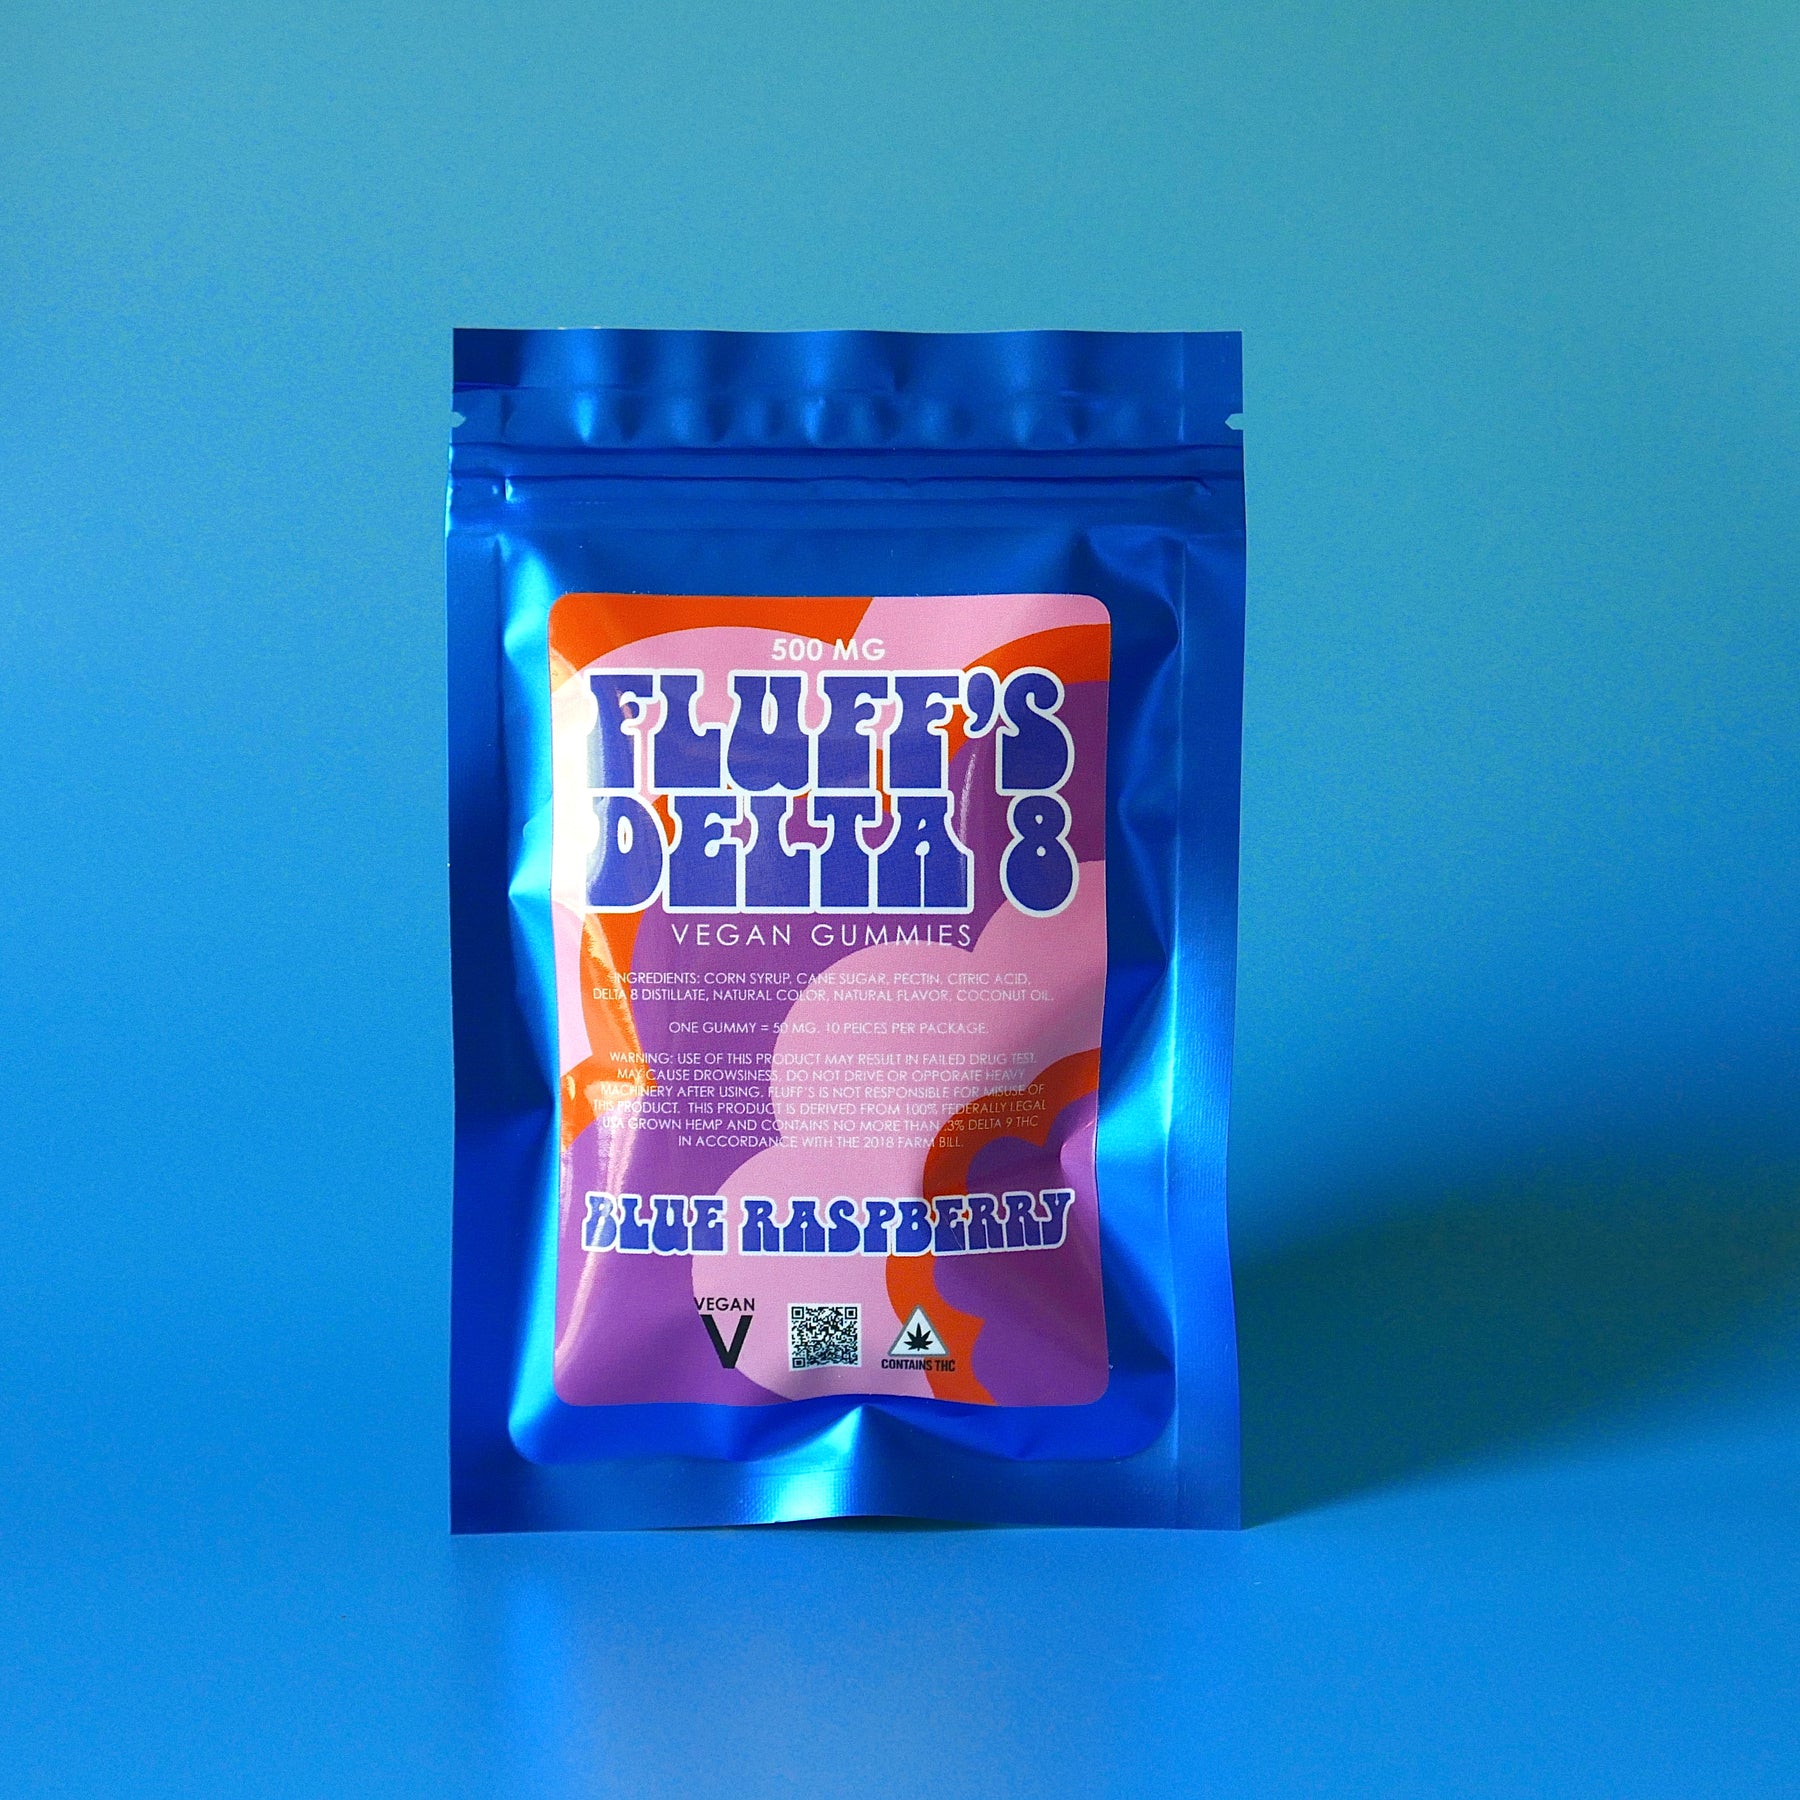 500 MG
FLUFF'S
DELTA 8
VEGAN GUMMIES
INGREDIENTS: CORN SYRUP, CANE SUGAR, PECTIN, CITRIC ACID,
DELTA 8 DISTILLATE, NATURAL COLOR, NATURAL FLAVOR, COCONUT OIL.
ONE GUMMY = 50 MG. 10 PEICES PER PACKAGE.
WARNING: USE OF THIS PRODUCT MAY RESULT IN FAILED DRUG TEST.
MAY CAUSE DROWSINESS, DO NOT DRIVE OR OPPORATE HEAVY
MACHINERY AFTER USING. FLUFF'S IS NOT RESPONSIBLE FOR MISUSE OF
THIS PRODUCT. THIS PRODUCT IS DERIVED FROM 100% FEDERALLY LEGAL
USA GROWN HEMP AND CONTAINS NO MORE THAN .3% DELTA 9 THC
IN ACCORDANCE WITH THE 2018 FARM BILL.
BLUE RASPBERRY
VEGAN
V
CONTAINS THC